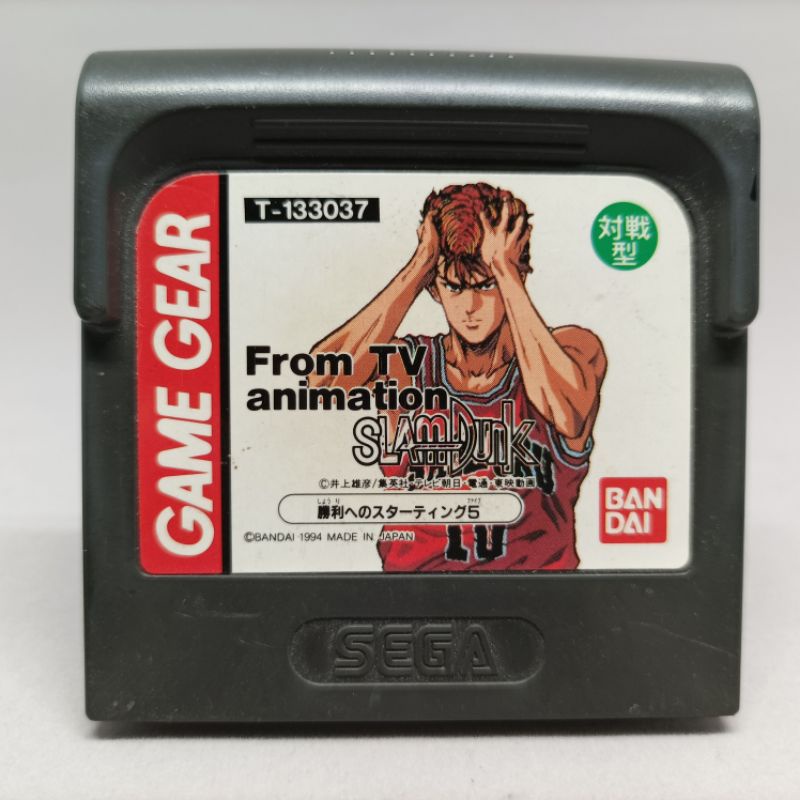 T-133037
対戦
型
GAME GEAR
From TV
animation
SLAM DUNK
©井上雄彦/集英社・テレビ朝日・電通・東映動画
しょうり ファイブ
勝利へのスターティング5
©BANDAI 1994 MADE IN JAPAN
BAN
DAI
10
SEGA